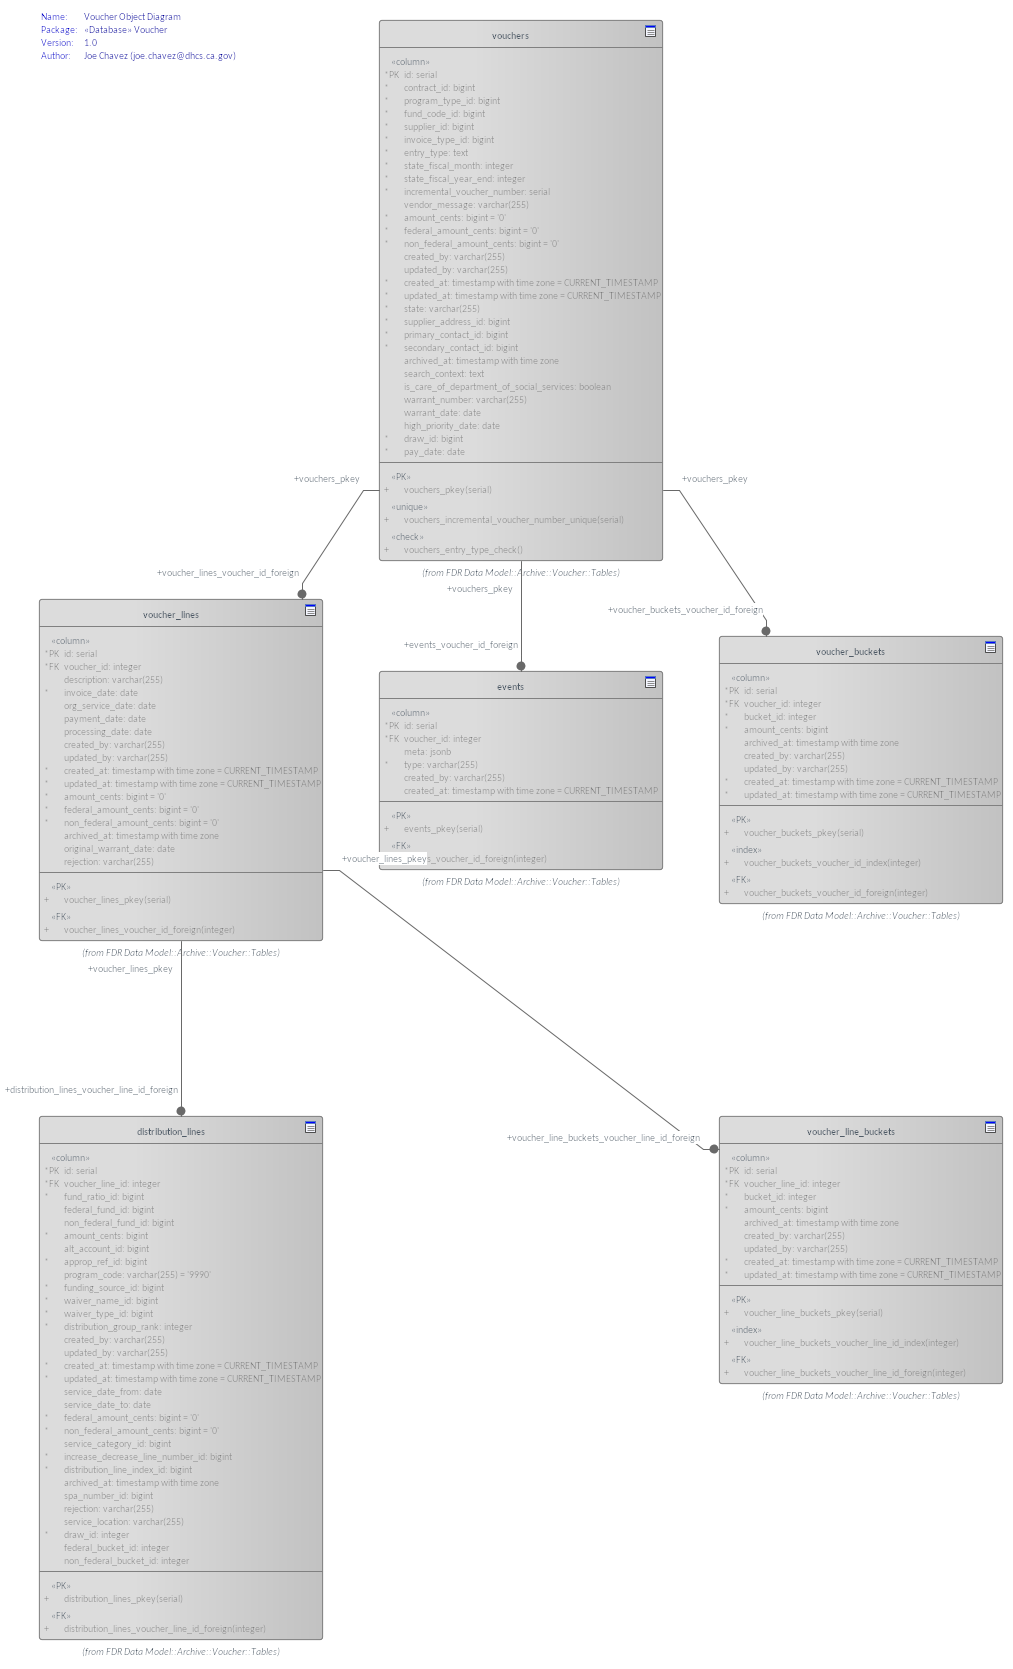 Name: Voucher Object Diagram
Package: «Database» Voucher
Version: 1.0
Author: Joe Chavez (joe.chavez@dhcs.ca.gov)
vouchers
«column»
*PK id: serial
* contract_id: bigint
* program_type_id: bigint
* fund_code_id: bigint
* supplier_id: bigint
* invoice_type_id: bigint
* entry_type: text
* state_fiscal_month: integer
* state_fiscal_year_end: integer
* incremental_voucher_number: serial
vendor_message: varchar(255)
* amount_cents: bigint = '0'
* federal_amount_cents: bigint = '0'
* non_federal_amount_cents: bigint = '0'
created_by: varchar(255)
updated_by: varchar(255)
* created_at: timestamp with time zone = CURRENT_TIMESTAMP
* updated_at: timestamp with time zone = CURRENT_TIMESTAMP
* state: varchar(255)
* supplier_address_id: bigint
* primary_contact_id: bigint
* secondary_contact_id: bigint
archived_at: timestamp with time zone
search_context: text
is_care_of_department_of_social_services: boolean
warrant_number: varchar(255)
warrant_date: date
high_priority_date: date
* draw_id: bigint
* pay_date: date
«PK»
+ vouchers_pkey(serial)
«unique»
+ vouchers_incremental_voucher_number_unique(serial)
«check»
+ vouchers_entry_type_check()
(from FDR Data Model::Archive::Voucher::Tables)
+vouchers_pkey
+vouchers_pkey
+vouchers_pkey
+voucher_lines_voucher_id_foreign
+events_voucher_id_foreign
+voucher_buckets_voucher_id_foreign
voucher_lines
«column»
*PK id: serial
*FK voucher_id: integer
description: varchar(255)
* invoice_date: date
org_service_date: date
payment_date: date
processing_date: date
created_by: varchar(255)
updated_by: varchar(255)
* created_at: timestamp with time zone = CURRENT_TIMESTAMP
* updated_at: timestamp with time zone = CURRENT_TIMESTAMP
* amount_cents: bigint = '0'
* federal_amount_cents: bigint = '0'
* non_federal_amount_cents: bigint = '0'
archived_at: timestamp with time zone
original_warrant_date: date
rejection: varchar(255)
«PK»
+ voucher_lines_pkey(serial)
«FK»
+ voucher_lines_voucher_id_foreign(integer)
(from FDR Data Model::Archive::Voucher::Tables)
events
«column»
*PK id: serial
*FK voucher_id: integer
meta: jsonb
* type: varchar(255)
created_by: varchar(255)
created_at: timestamp with time zone = CURRENT_TIMESTAMP
«PK»
+ events_pkey(serial)
«FK»
+voucher_lines_pkey
s_voucher_id_foreign(integer)
(from FDR Data Model::Archive::Voucher::Tables)
voucher_buckets
«column»
*PK id: serial
*FK voucher_id: integer
* bucket_id: integer
* amount_cents: bigint
archived_at: timestamp with time zone
created_by: varchar(255)
updated_by: varchar(255)
* created_at: timestamp with time zone = CURRENT_TIMESTAMP
* updated_at: timestamp with time zone = CURRENT_TIMESTAMP
«PK»
+ voucher_buckets_pkey(serial)
«index»
+ voucher_buckets_voucher_id_index(integer)
«FK»
+ voucher_buckets_voucher_id_foreign(integer)
(from FDR Data Model::Archive::Voucher::Tables)
+voucher_lines_pkey
+distribution_lines_voucher_line_id_foreign
+voucher_line_buckets_voucher_line_id_foreign
distribution_lines
«column»
*PK id: serial
*FK voucher_line_id: integer
* fund_ratio_id: bigint
federal_fund_id: bigint
non_federal_fund_id: bigint
* amount_cents: bigint
alt_account_id: bigint
* approp_ref_id: bigint
program_code: varchar(255) = '9990'
* funding_source_id: bigint
* waiver_name_id: bigint
* waiver_type_id: bigint
* distribution_group_rank: integer
created_by: varchar(255)
updated_by: varchar(255)
* created_at: timestamp with time zone = CURRENT_TIMESTAMP
* updated_at: timestamp with time zone = CURRENT_TIMESTAMP
service_date_from: date
service_date_to: date
* federal_amount_cents: bigint = '0'
* non_federal_amount_cents: bigint = '0'
service_category_id: bigint
* increase_decrease_line_number_id: bigint
* distribution_line_index_id: bigint
archived_at: timestamp with time zone
spa_number_id: bigint
rejection: varchar(255)
service_location: varchar(255)
* draw_id: integer
federal_bucket_id: integer
non_federal_bucket_id: integer
«PK»
+ distribution_lines_pkey(serial)
«FK»
+ distribution_lines_voucher_line_id_foreign(integer)
(from FDR Data Model::Archive::Voucher::Tables)
voucher_line_buckets
«column»
*PK id: serial
*FK voucher_line_id: integer
* bucket_id: integer
* amount_cents: bigint
archived_at: timestamp with time zone
created_by: varchar(255)
updated_by: varchar(255)
* created_at: timestamp with time zone = CURRENT_TIMESTAMP
* updated_at: timestamp with time zone = CURRENT_TIMESTAMP
«PK»
+ voucher_line_buckets_pkey(serial)
«index»
+ voucher_line_buckets_voucher_line_id_index(integer)
«FK»
+ voucher_line_buckets_voucher_line_id_foreign(integer)
(from FDR Data Model::Archive::Voucher::Tables)